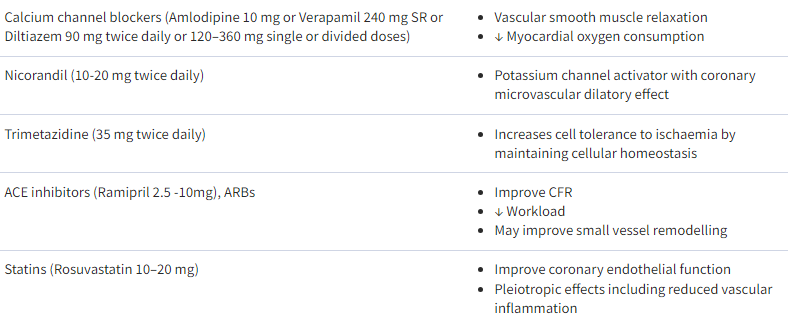 Calcium channel blockers (Amlodipine 10 mg or Verapamil 240 mg SR or
Diltiazem 90 mg twice daily or 120–360 mg single or divided doses)
• Vascular smooth muscle relaxation
• ↓ Myocardial oxygen consumption
Nicorandil (10-20 mg twice daily)
• Potassium channel activator with coronary
microvascular dilatory effect
Trimetazidine (35 mg twice daily)
• Increases cell tolerance to ischaemia by
maintaining cellular homeostasis
ACE inhibitors (Ramipril 2.5 -10mg), ARBs
• Improve CFR
• ↓ Workload
• May improve small vessel remodelling
Statins (Rosuvastatin 10–20 mg)
• Improve coronary endothelial function
• Pleiotropic effects including reduced vascular
inflammation